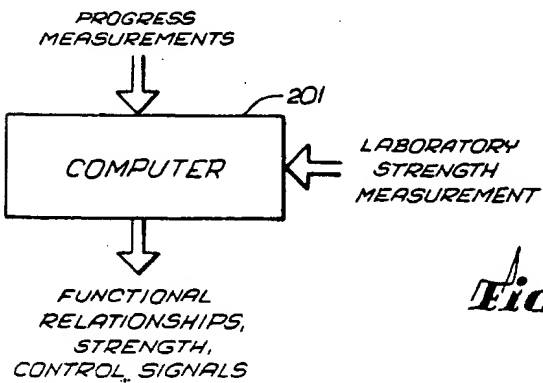 PROGRESS
MEASUREMENTS
201
COMPUTER
LABORATORY
STRENGTH
MEASUREMENT
FUNCTIONAL
RELATIONSHIPS,
STRENGTH,
CONTROL SIGNALS